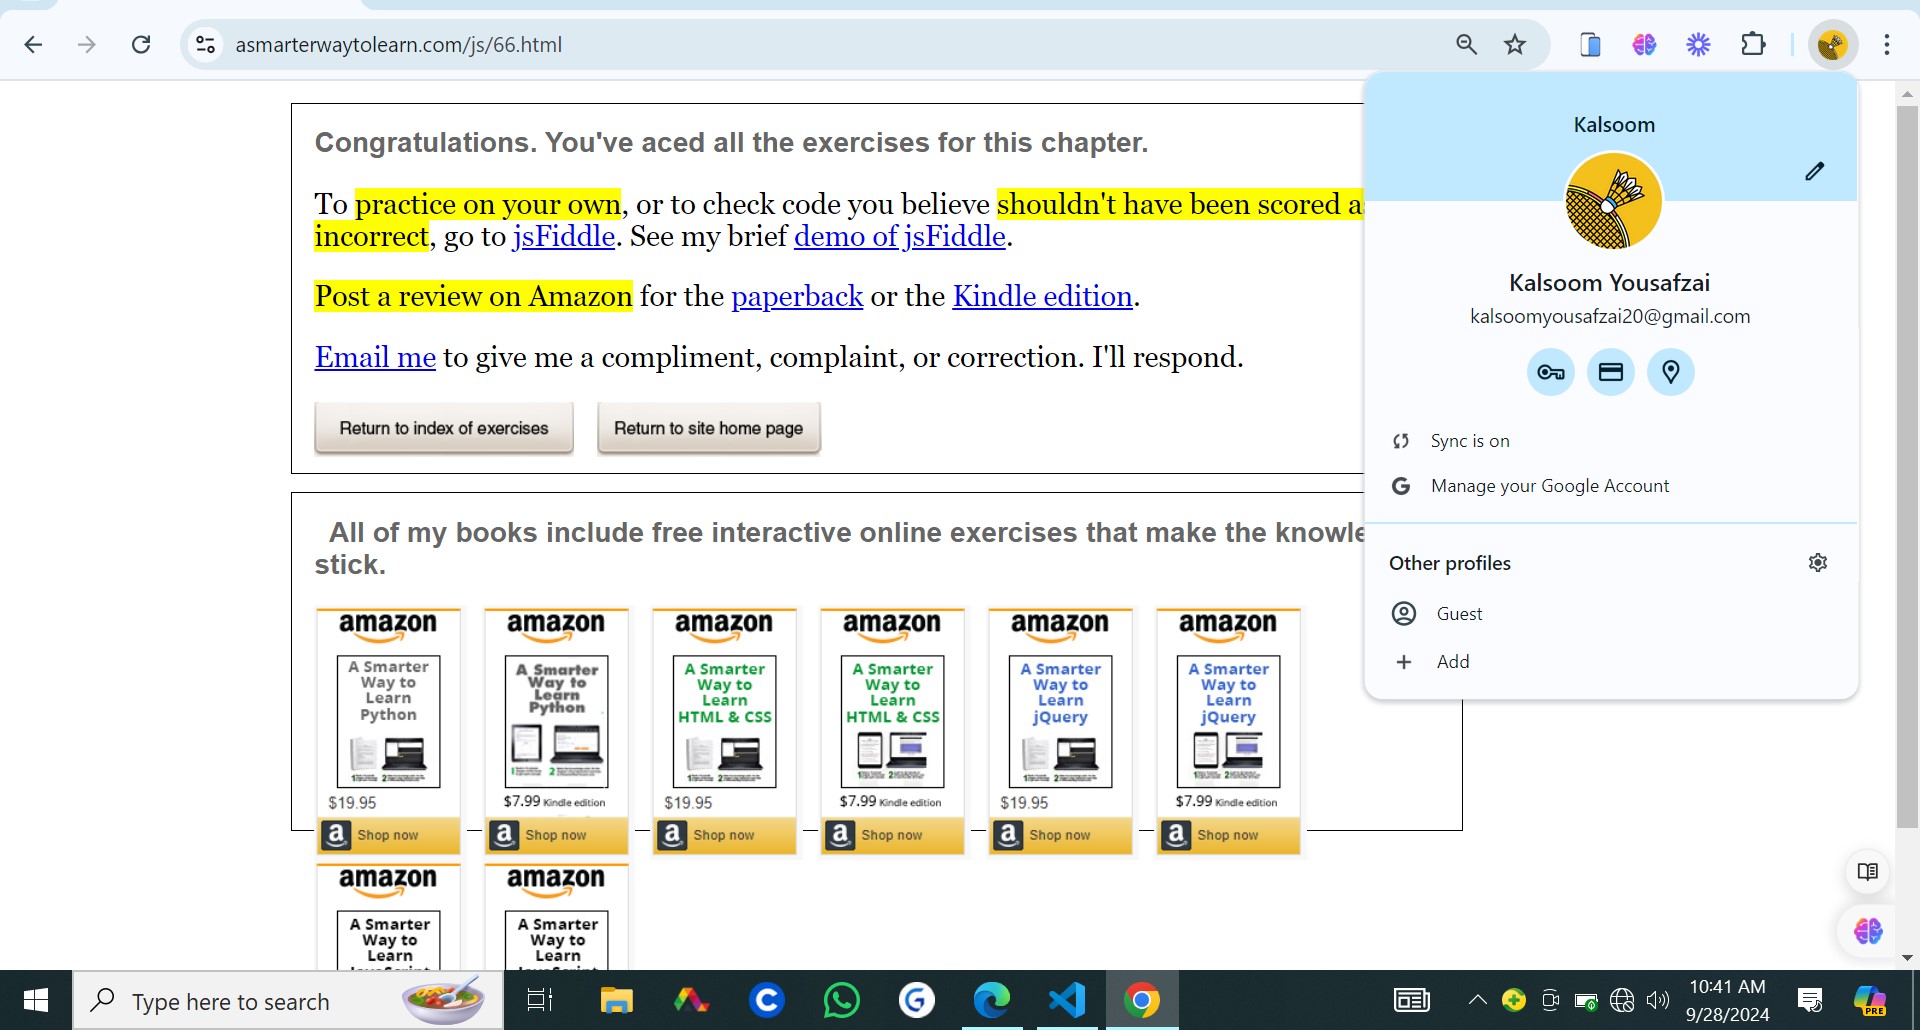 asmarterwaytolearn.com/js/66.html
Congratulations. You've aced all the exercises for this chapter.
To practice on your own, or to check code you believe shouldn't have been scored as
incorrect, go to jsFiddle. See my brief demo of jsFiddle.
Post a review on Amazon for the paperback or the Kindle edition.
Email me to give me a compliment, complaint, or correction. I'll respond.
Return to index of exercises Return to site home page
All of my books include free interactive online exercises that make the knowle
stick.
amazon
A Smarter
Way to
Learn
Python
$19.95
Shop now
amazon
A Smarter
Way to
Learn
Python
$7.99 Kindle edition
Shop now
amazon
A Smarter
Way to
Learn
HTML & CSS
$19.95
Shop now
amazon
A Smarter
Way to
Learn
HTML & CSS
$7.99 Kindle edition
Shop now
amazon
A Smarter
Way to
Learn
jQuery
$19.95
Shop now
amazon
A Smarter
Way to
Learn
jQuery
$7.99 Kindle edition
Shop now
amazon
A Smarter
Way to
Learn
JavaScript
amazon
A Smarter
Way to
Learn
JavaScript
Kalsoom
Kalsoom Yousafzai
kalsoomyousafzai20@gmail.com
Sync is on
Manage your Google Account
Other profiles
Guest
Add
Type here to search
10:41 AM
9/28/2024
PRE